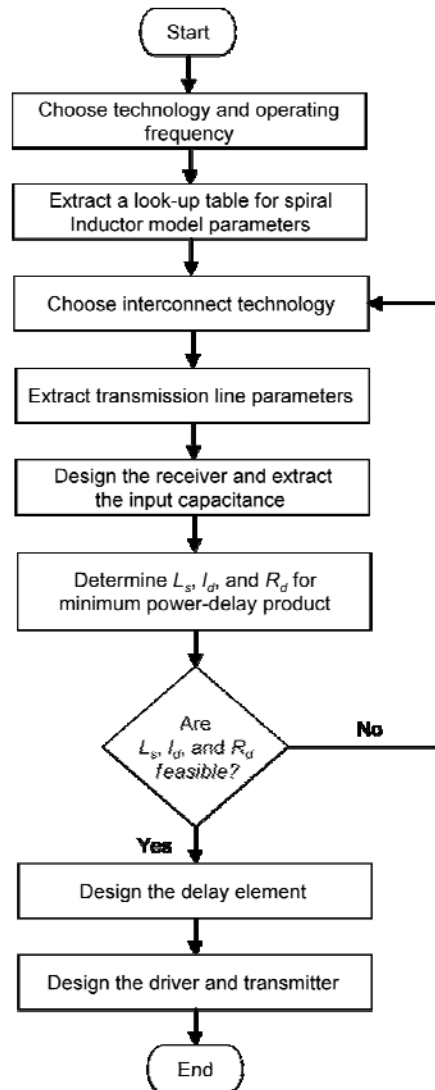 Start
Choose technology and operating
frequency
Extract a look-up table for spiral
Inductor model parameters
Choose interconnect technology
Extract transmission line parameters
Design the receiver and extract
the input capacitance
Determine Ls, ld, and Rd for
minimum power-delay product
Are
Ls, ld, and Rd
feasible?
No
Yes
Design the delay element
Design the driver and transmitter
End